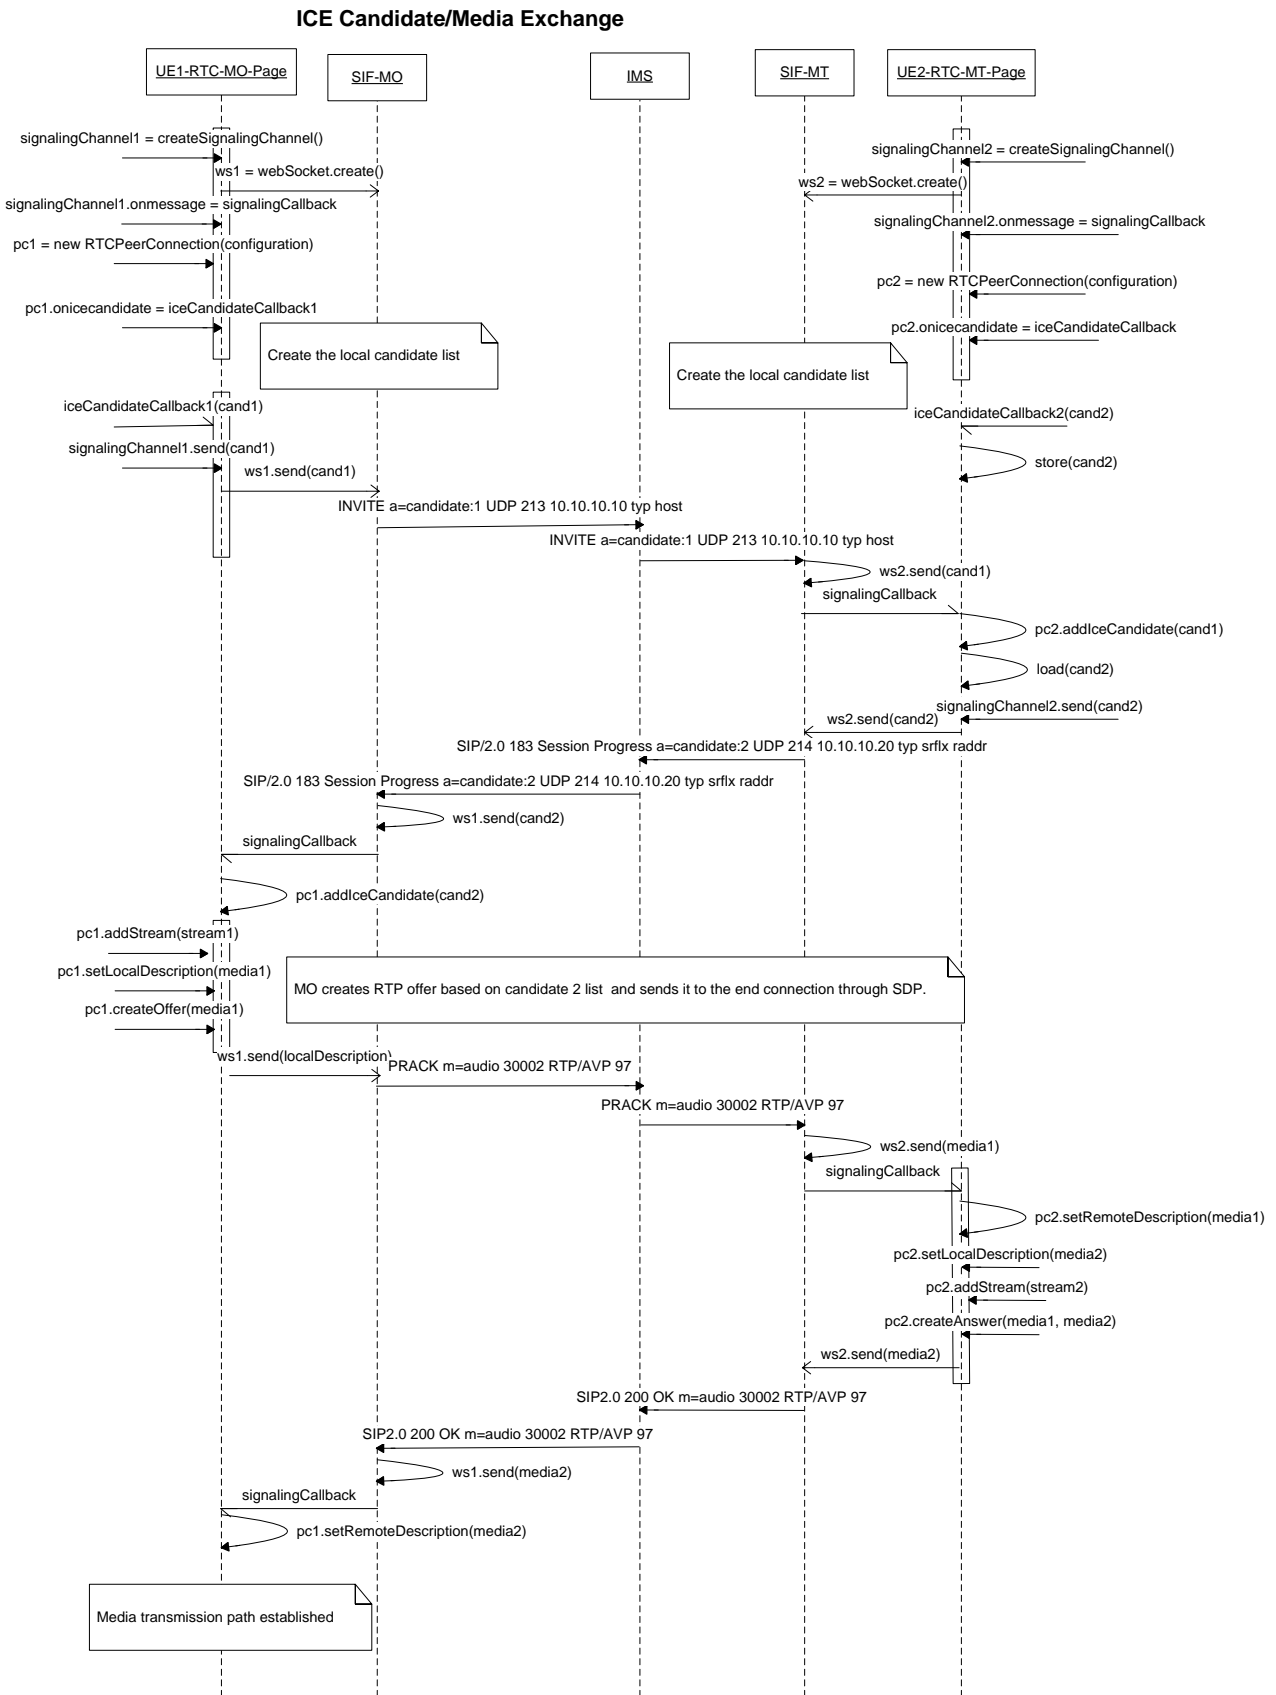 ICE Candidate/Media Exchange
UE1-RTC-MO-Page
SIF-MO
IMS
SIF-MT
UE2-RTC-MT-Page
signalingChannel1 = createSignalingChannel()
signalingChannel2 = createSignalingChannel()
ws1 = webSocket.create()
ws2 = webSocket.create()
signalingChannel1.onmessage = signalingCallback
signalingChannel2.onmessage = signalingCallback
pc1 = new RTCPeerConnection(configuration)
pc2 = new RTCPeerConnection(configuration)
pc1.onicecandidate = iceCandidateCallback1
pc2.onicecandidate = iceCandidateCallback
Create the local candidate list
Create the local candidate list
iceCandidateCallback1(cand1)
iceCandidateCallback2(cand2)
signalingChannel1.send(cand1)
store(cand2)
ws1.send(cand1)
INVITE a=candidate:1 UDP 213 10.10.10.10 typ host
INVITE a=candidate:1 UDP 213 10.10.10.10 typ host
ws2.send(cand1)
signalingCallback
pc2.addIceCandidate(cand1)
load(cand2)
signalingChannel2.send(cand2)
ws2.send(cand2)
SIP/2.0 183 Session Progress a=candidate:2 UDP 214 10.10.10.20 typ srflx raddr
SIP/2.0 183 Session Progress a=candidate:2 UDP 214 10.10.10.20 typ srflx raddr
ws1.send(cand2)
signalingCallback
pc1.addIceCandidate(cand2)
pc1.addStream(stream1)
pc1.setLocalDescription(media1)
MO creates RTP offer based on candidate 2 list  and sends it to the end connection through SDP.
pc1.createOffer(media1)
ws1.send(localDescription)
PRACK m=audio 30002 RTP/AVP 97
PRACK m=audio 30002 RTP/AVP 97
ws2.send(media1)
signalingCallback
pc2.setRemoteDescription(media1)
pc2.setLocalDescription(media2)
pc2.addStream(stream2)
pc2.createAnswer(media1, media2)
ws2.send(media2)
SIP2.0 200 OK m=audio 30002 RTP/AVP 97
SIP2.0 200 OK m=audio 30002 RTP/AVP 97
ws1.send(media2)
signalingCallback
pc1.setRemoteDescription(media2)
Media transmission path established